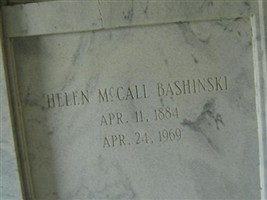 HELEN McCALL BASHINSKI
APR. 11, 1884
APR. 24, 1969